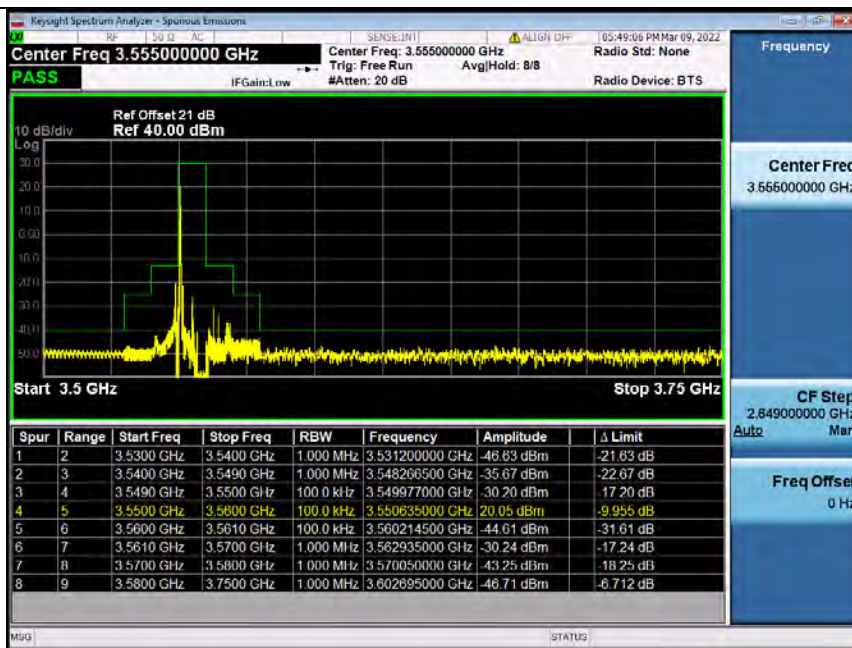 Keysight Spectrum Analyzer - Spurious Emissions
RF 50 Ω AC SENSE:INT ALIGN OFF 05:49:06 PM Mar 09, 2022
Center Freq 3.555000000 GHz Center Freq: 3.555000000 GHz Radio Std: None
Trig: Free Run Avg|Hold: 8/8
PASS IFGain:Low #Atten: 20 dB Radio Device: BTS
Ref Offset 21 dB
10 dB/div Ref 40.00 dBm
Log
30.0
20.0
10.0
0.00
-10.0
-20.0
-30.0
-40.0
-50.0
Start 3.5 GHz Stop 3.75 GHz
Spur Range Start Freq Stop Freq RBW Frequency Amplitude Δ Limit
1 2 3.5300 GHz 3.5400 GHz 1.000 MHz 3.531200000 GHz -46.63 dBm -21.63 dB
2 3 3.5400 GHz 3.5490 GHz 1.000 MHz 3.548266500 GHz -35.67 dBm -22.67 dB
3 4 3.5490 GHz 3.5500 GHz 100.0 kHz 3.549977000 GHz -30.20 dBm -17.20 dB
4 5 3.5500 GHz 3.5600 GHz 100.0 kHz 3.550635000 GHz 20.05 dBm -9.955 dB
5 6 3.5600 GHz 3.5610 GHz 100.0 kHz 3.560214500 GHz -44.61 dBm -31.61 dB
6 7 3.5610 GHz 3.5700 GHz 1.000 MHz 3.562935000 GHz -30.24 dBm -17.24 dB
7 8 3.5700 GHz 3.5800 GHz 1.000 MHz 3.570050000 GHz -43.25 dBm -18.25 dB
8 9 3.5800 GHz 3.7500 GHz 1.000 MHz 3.602695000 GHz -46.71 dBm -6.712 dB
MSG STATUS
Frequency
Center Freq
3.555000000 GHz
CF Step
2.649000000 GHz
Auto Man
Freq Offset
0 Hz